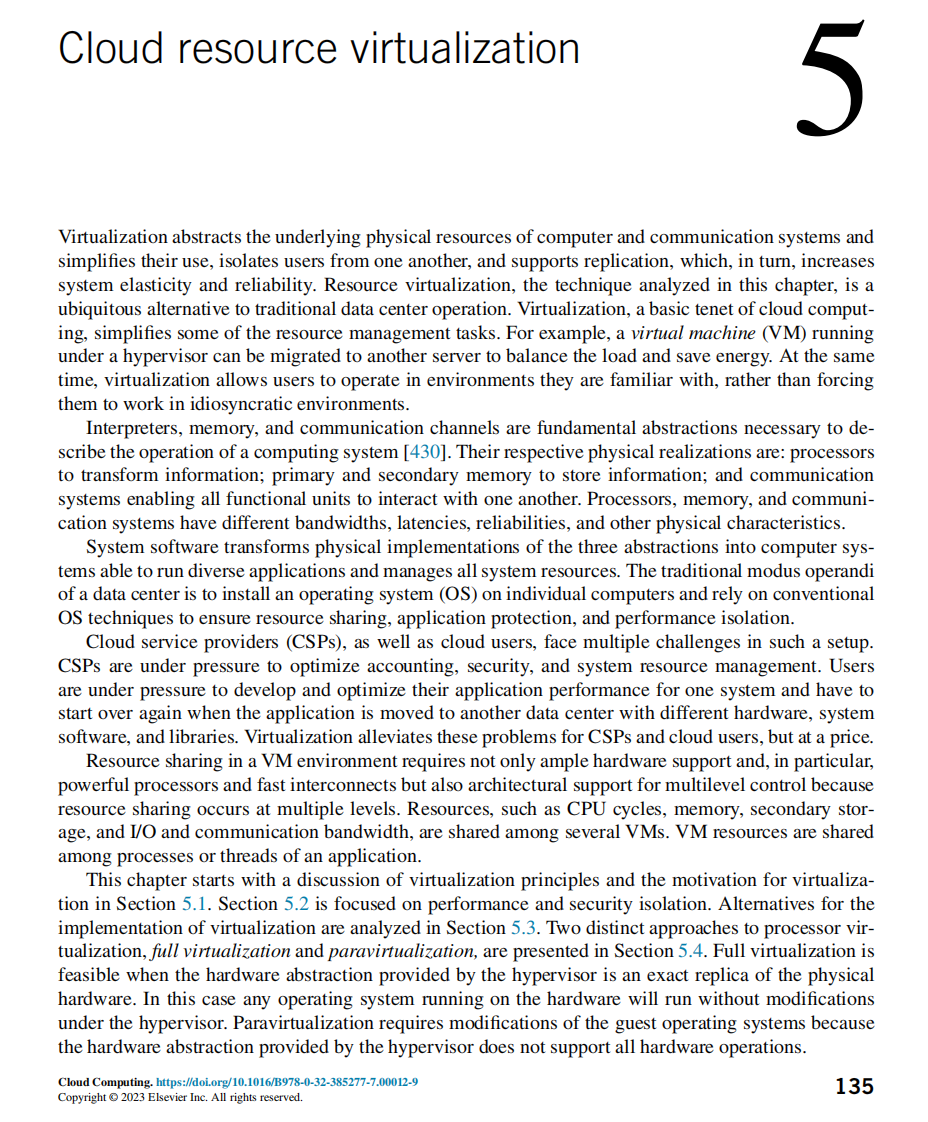 Cloud resource virtualization
5
Virtualization abstracts the underlying physical resources of computer and communication systems and
simplifies their use, isolates users from one another, and supports replication, which, in turn, increases
system elasticity and reliability. Resource virtualization, the technique analyzed in this chapter, is a
ubiquitous alternative to traditional data center operation. Virtualization, a basic tenet of cloud comput-
ing, simplifies some of the resource management tasks. For example, a virtual machine (VM) running
under a hypervisor can be migrated to another server to balance the load and save energy. At the same
time, virtualization allows users to operate in environments they are familiar with, rather than forcing
them to work in idiosyncratic environments.
Interpreters, memory, and communication channels are fundamental abstractions necessary to de-
scribe the operation of a computing system [430]. Their respective physical realizations are: processors
to transform information; primary and secondary memory to store information; and communication
systems enabling all functional units to interact with one another. Processors, memory, and communi-
cation systems have different bandwidths, latencies, reliabilities, and other physical characteristics.
System software transforms physical implementations of the three abstractions into computer sys-
tems able to run diverse applications and manages all system resources. The traditional modus operandi
of a data center is to install an operating system (OS) on individual computers and rely on conventional
OS techniques to ensure resource sharing, application protection, and performance isolation.
Cloud service providers (CSPs), as well as cloud users, face multiple challenges in such a setup.
CSPs are under pressure to optimize accounting, security, and system resource management. Users
are under pressure to develop and optimize their application performance for one system and have to
start over again when the application is moved to another data center with different hardware, system
software, and libraries. Virtualization alleviates these problems for CSPs and cloud users, but at a price.
Resource sharing in a VM environment requires not only ample hardware support and, in particular,
powerful processors and fast interconnects but also architectural support for multilevel control because
resource sharing occurs at multiple levels. Resources, such as CPU cycles, memory, secondary stor-
age, and I/O and communication bandwidth, are shared among several VMs. VM resources are shared
among processes or threads of an application.
This chapter starts with a discussion of virtualization principles and the motivation for virtualiza-
tion in Section 5.1. Section 5.2 is focused on performance and security isolation. Alternatives for the
implementation of virtualization are analyzed in Section 5.3. Two distinct approaches to processor vir-
tualization, full virtualization and paravirtualization, are presented in Section 5.4. Full virtualization is
feasible when the hardware abstraction provided by the hypervisor is an exact replica of the physical
hardware. In this case any operating system running on the hardware will run without modifications
under the hypervisor. Paravirtualization requires modifications of the guest operating systems because
the hardware abstraction provided by the hypervisor does not support all hardware operations.
Cloud Computing. https://doi.org/10.1016/B978-0-32-385277-7.00012-9
Copyright © 2023 Elsevier Inc. All rights reserved.
135